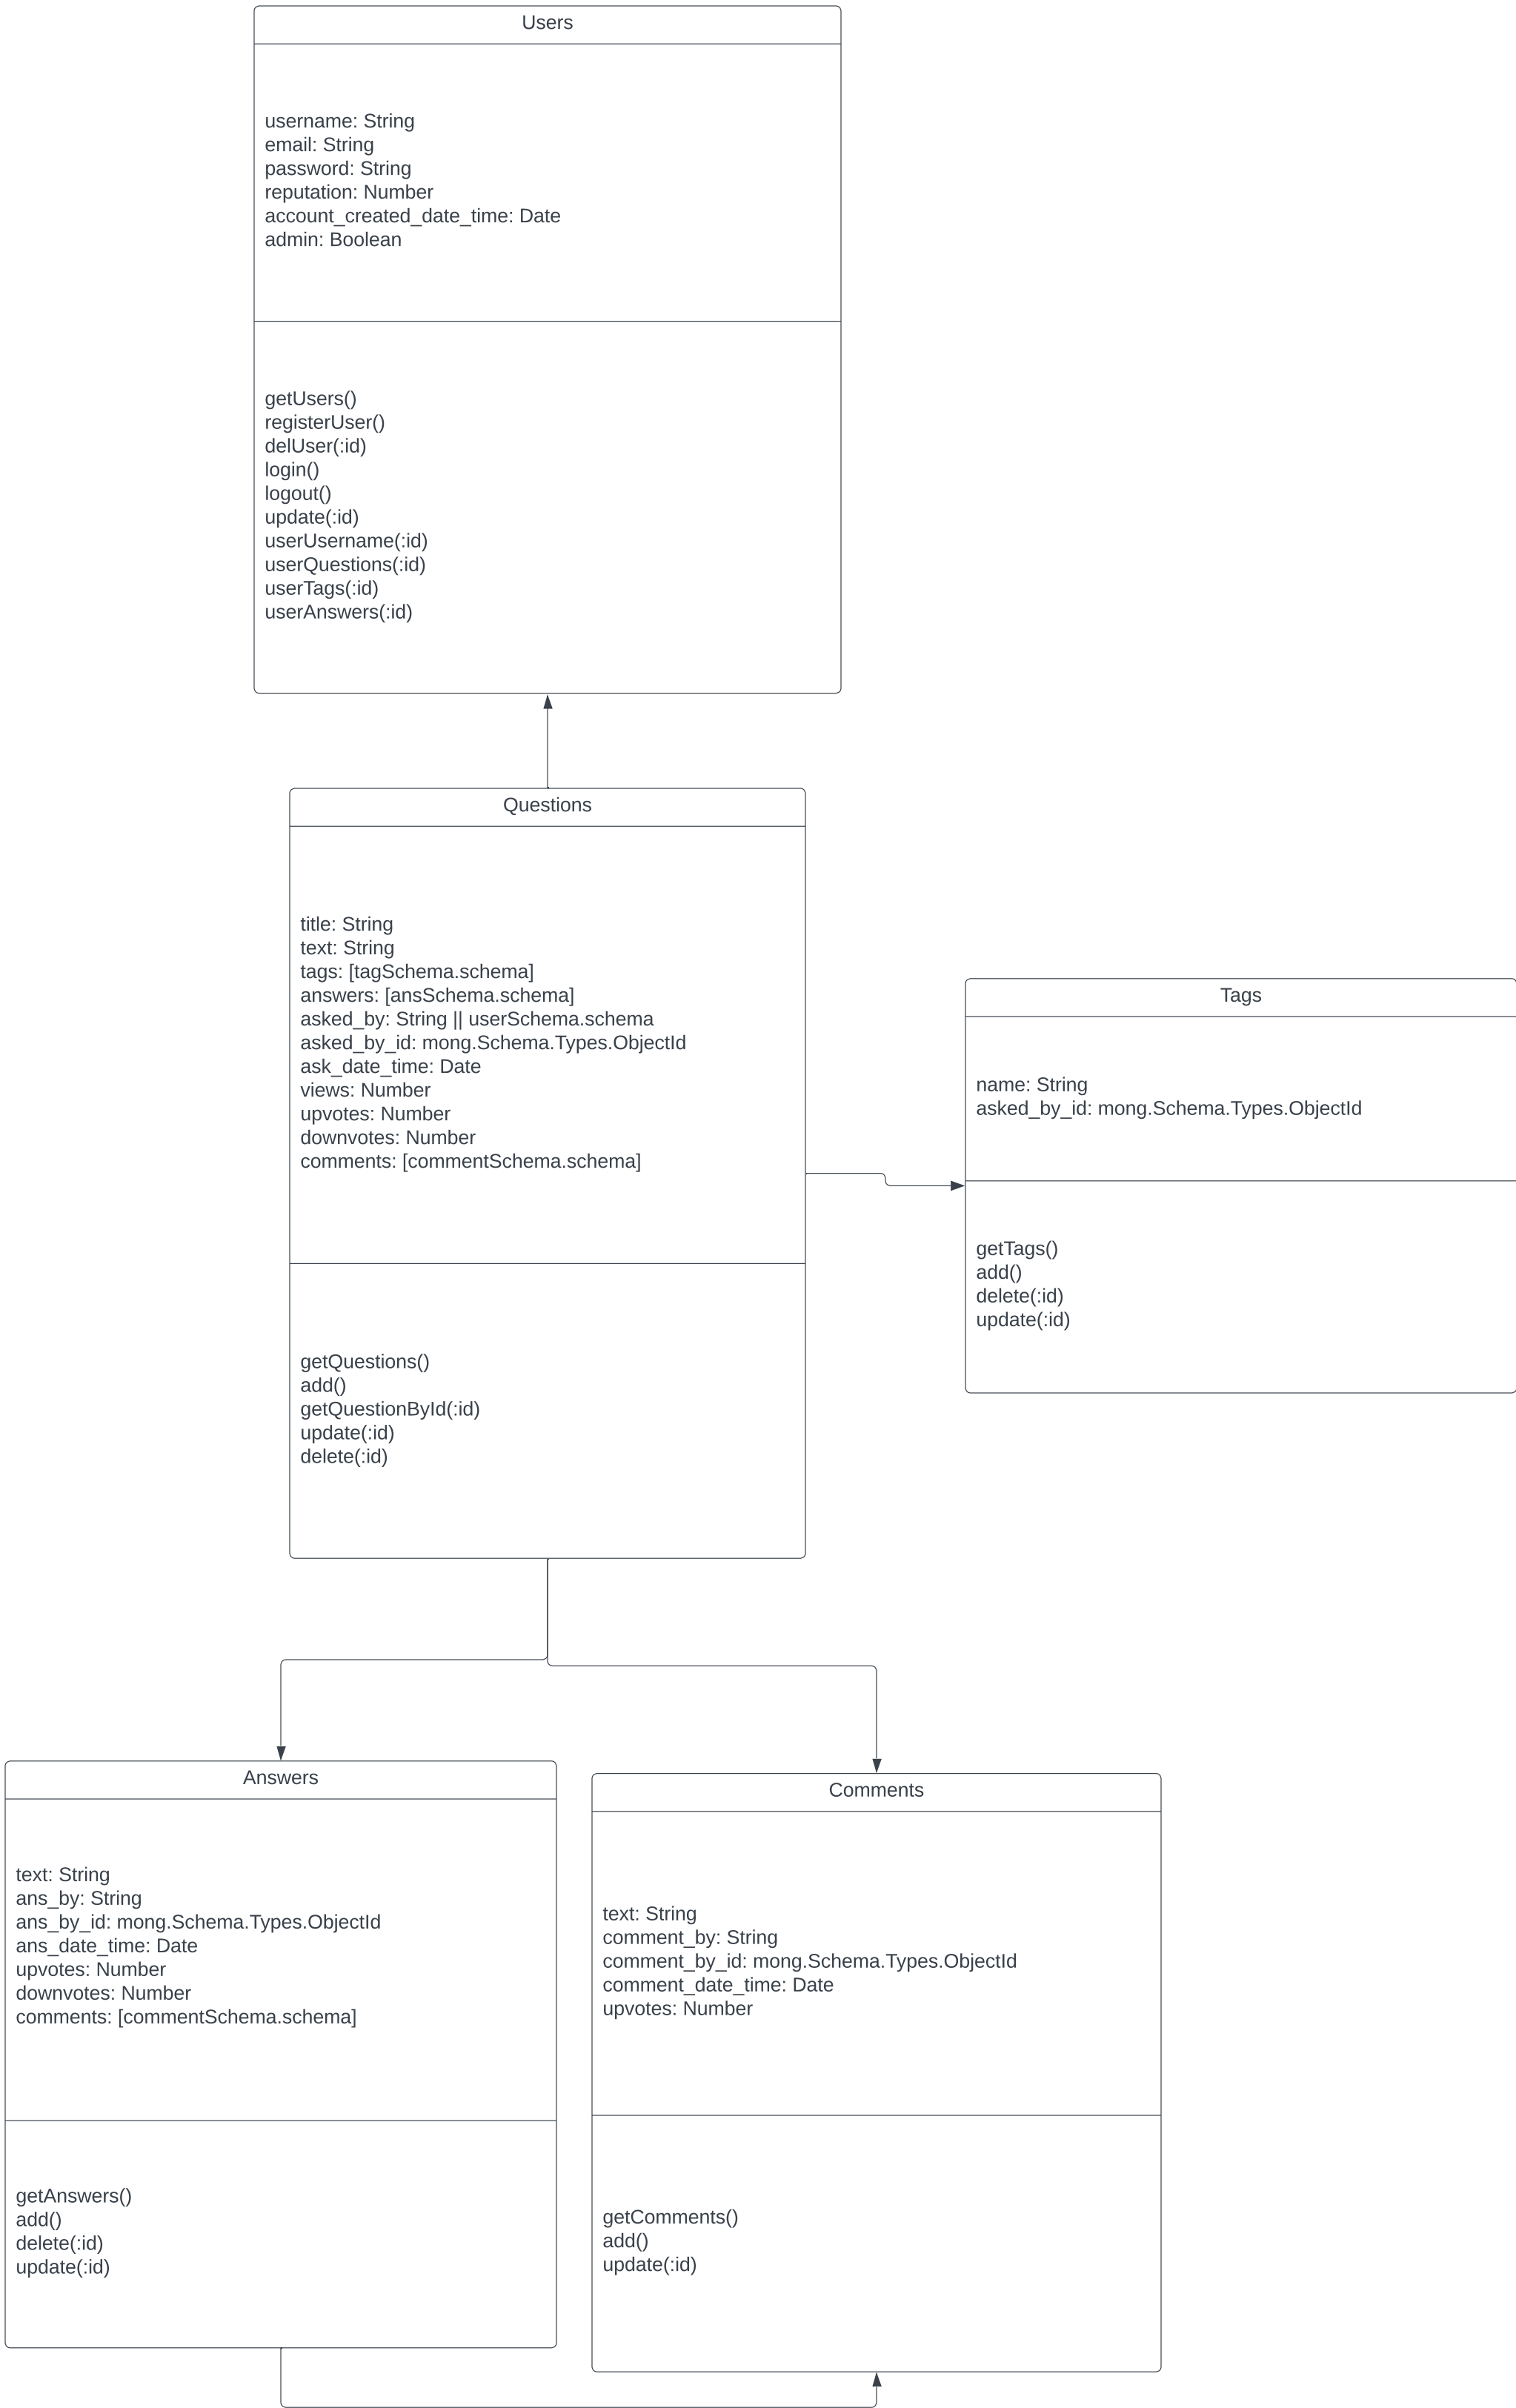 Users
username: String
email: String
password: String
reputation: Number
account_created_date_time: Date
admin: Boolean
getUsers()
registerUser()
delUser(:id)
login()
logout()
update(:id)
userUsername(:id)
userQuestions(:id)
userTags(:id)
userAnswers(:id)
Questions
title: String
text: String
tags: [tagSchema.schema]
answers: [ansSchema.schema]
asked_by: String || userSchema.schema
asked_by_id: mong.Schema.Types.ObjectId
ask_date_time: Date
views: Number
upvotes: Number
downvotes: Number
comments: [commentSchema.schema]
getQuestions()
add()
getQuestionById(:id)
update(:id)
delete(:id)
Tags
name: String
asked_by_id: mong.Schema.Types.ObjectId
getTags()
add()
delete(:id)
update(:id)
Answers
text: String
ans_by: String
ans_by_id: mong.Schema.Types.ObjectId
ans_date_time: Date
upvotes: Number
downvotes: Number
comments: [commentSchema.schema]
getAnswers()
add()
delete(:id)
update(:id)
Comments
text: String
comment_by: String
comment_by_id: mong.Schema.Types.ObjectId
comment_date_time: Date
upvotes: Number
getComments()
add()
update(:id)